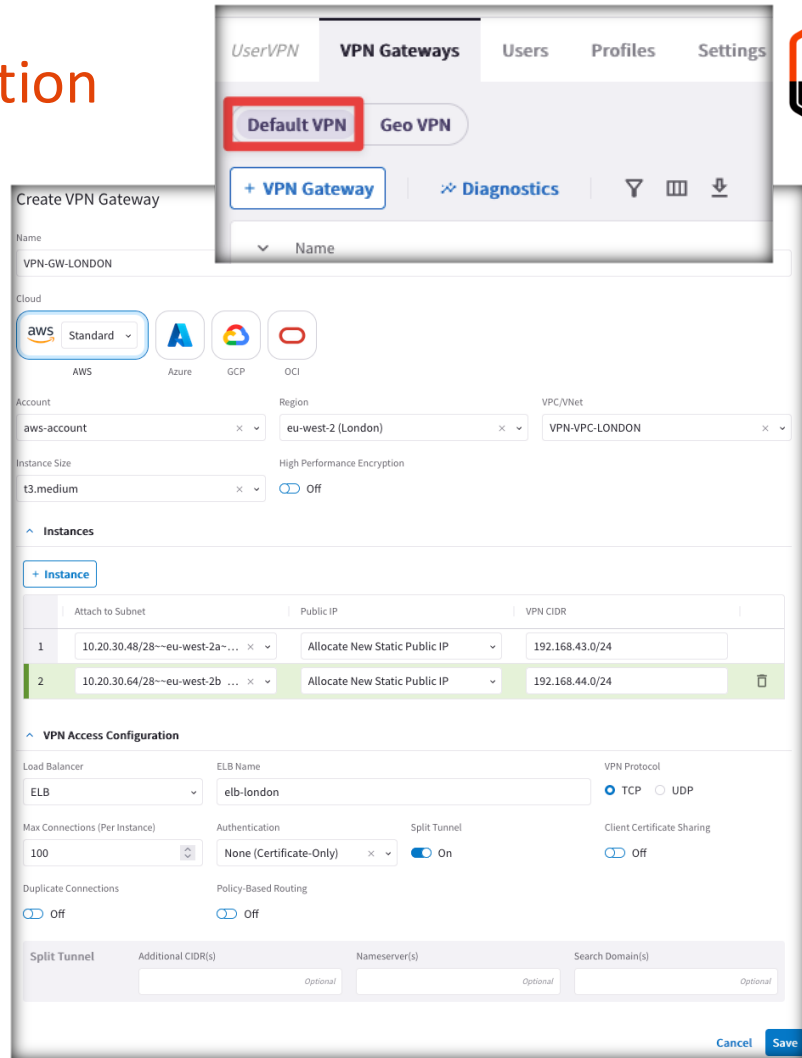 tion
UserVPN VPN Gateways Users Profiles Settings
Default VPN Geo VPN
+ VPN Gateway Diagnostics
Name
Create VPN Gateway
Name
VPN-GW-LONDON
Cloud
aws Standard
AWS Azure GCP OCI
Account Region VPC/VNet
aws-account eu-west-2 (London) VPN-VPC-LONDON
Instance Size High Performance Encryption
t3.medium Off
Instances
+ Instance
Attach to Subnet Public IP VPN CIDR
1 10.20.30.48/28~~eu-west-2a~... Allocate New Static Public IP 192.168.43.0/24
2 10.20.30.64/28~~eu-west-2b ... Allocate New Static Public IP 192.168.44.0/24
VPN Access Configuration
Load Balancer ELB Name VPN Protocol
ELB elb-london TCP UDP
Max Connections (Per Instance) Authentication Split Tunnel Client Certificate Sharing
100 None (Certificate-Only) On Off
Duplicate Connections Policy-Based Routing
Off Off
Split Tunnel Additional CIDR(s) Nameserver(s) Search Domain(s)
Optional Optional Optional
Cancel Save